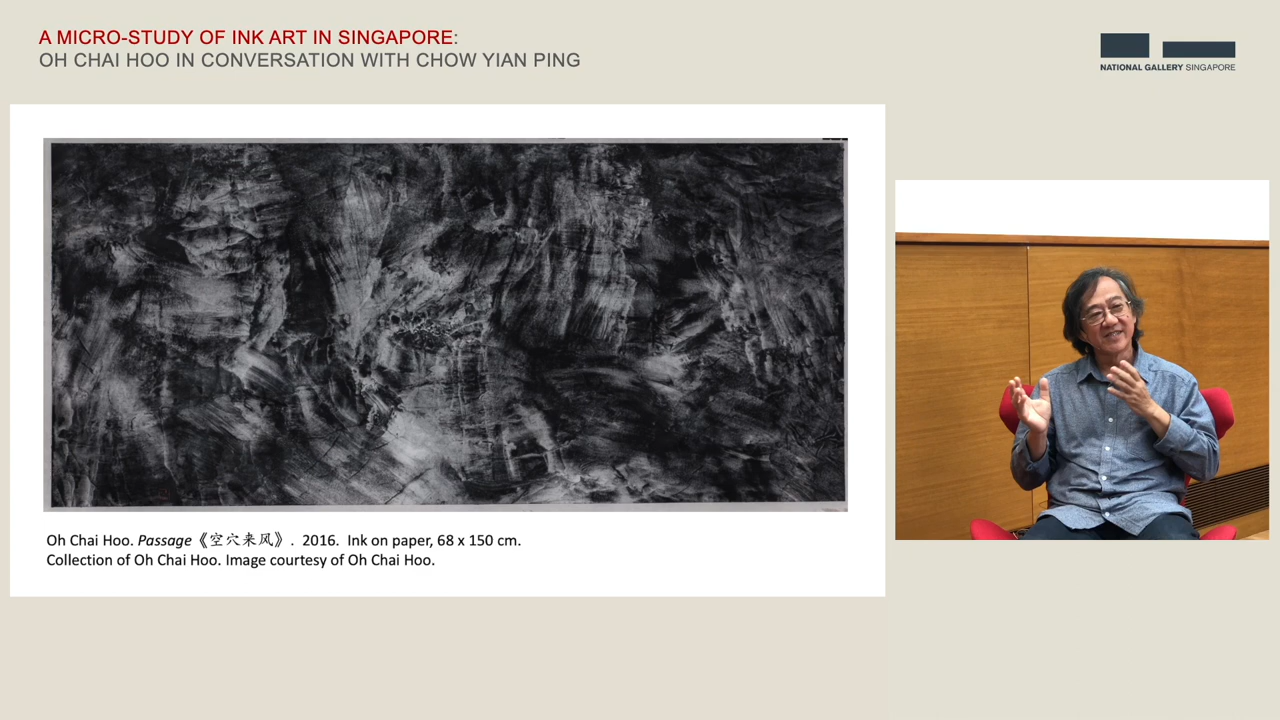 A MICRO-STUDY OF INK ART IN SINGAPORE:
OH CHAI HOO IN CONVERSATION WITH CHOW YIAN PING
NATIONAL GALLERY SINGAPORE
Oh Chai Hoo. Passage《空穴来风》. 2016. Ink on paper, 68 x 150 cm.
Collection of Oh Chai Hoo. Image courtesy of Oh Chai Hoo.